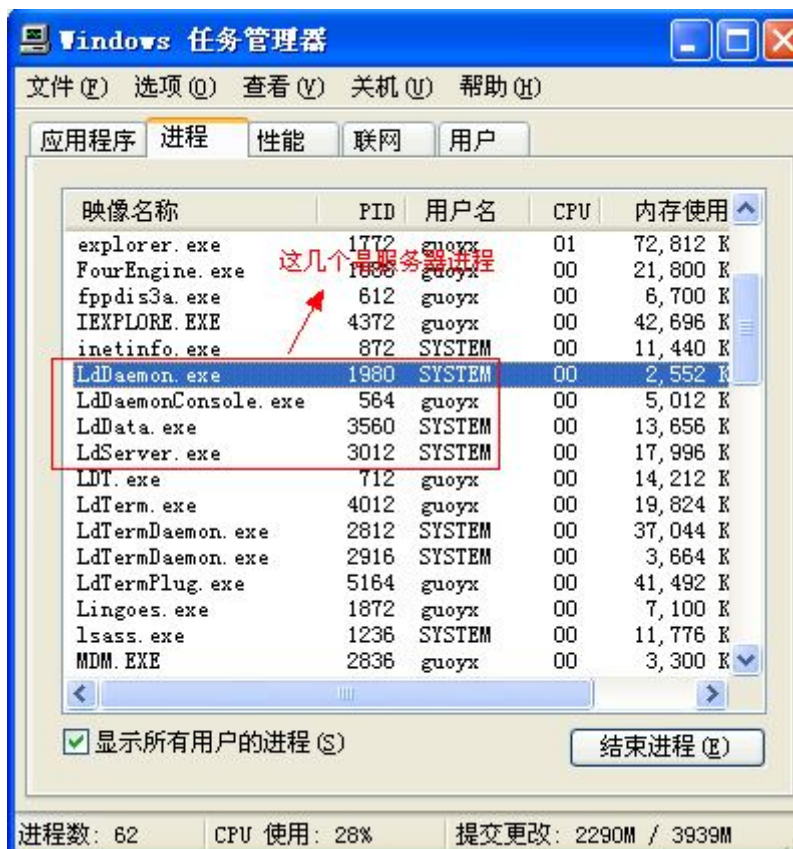 Windows 任务管理器
文件(F) 选项(O) 查看(V) 关机(U) 帮助(H)
应用程序 进程 性能 联网 用户
映像名称 PID 用户名 CPU 内存使用
explorer.exe 1772 guoyx 01 72,812 K
这几个是服务器进程
FourEngine.exe 1888 guoyx 00 21,800 K
fppdis3a.exe 612 guoyx 00 6,700 K
IEXPLORE.EXE 4372 guoyx 00 42,696 K
inetinfo.exe 872 SYSTEM 00 11,440 K
LdDaemon.exe 1980 SYSTEM 00 2,552 K
LdDaemonConsole.exe 564 guoyx 00 5,012 K
LdData.exe 3560 SYSTEM 00 13,656 K
LdServer.exe 3012 SYSTEM 00 17,996 K
LDT.exe 712 guoyx 00 14,212 K
LdTerm.exe 4012 guoyx 00 19,824 K
LdTermDaemon.exe 2812 SYSTEM 00 37,044 K
LdTermDaemon.exe 2916 SYSTEM 00 3,664 K
LdTermPlug.exe 5164 guoyx 00 41,492 K
Lingoes.exe 1872 guoyx 00 7,100 K
lsass.exe 1236 SYSTEM 00 11,776 K
MDM.EXE 2836 guoyx 00 3,300 K
显示所有用户的进程(S) 结束进程(E)
进程数: 62 CPU 使用: 28% 提交更改: 2290M / 3939M